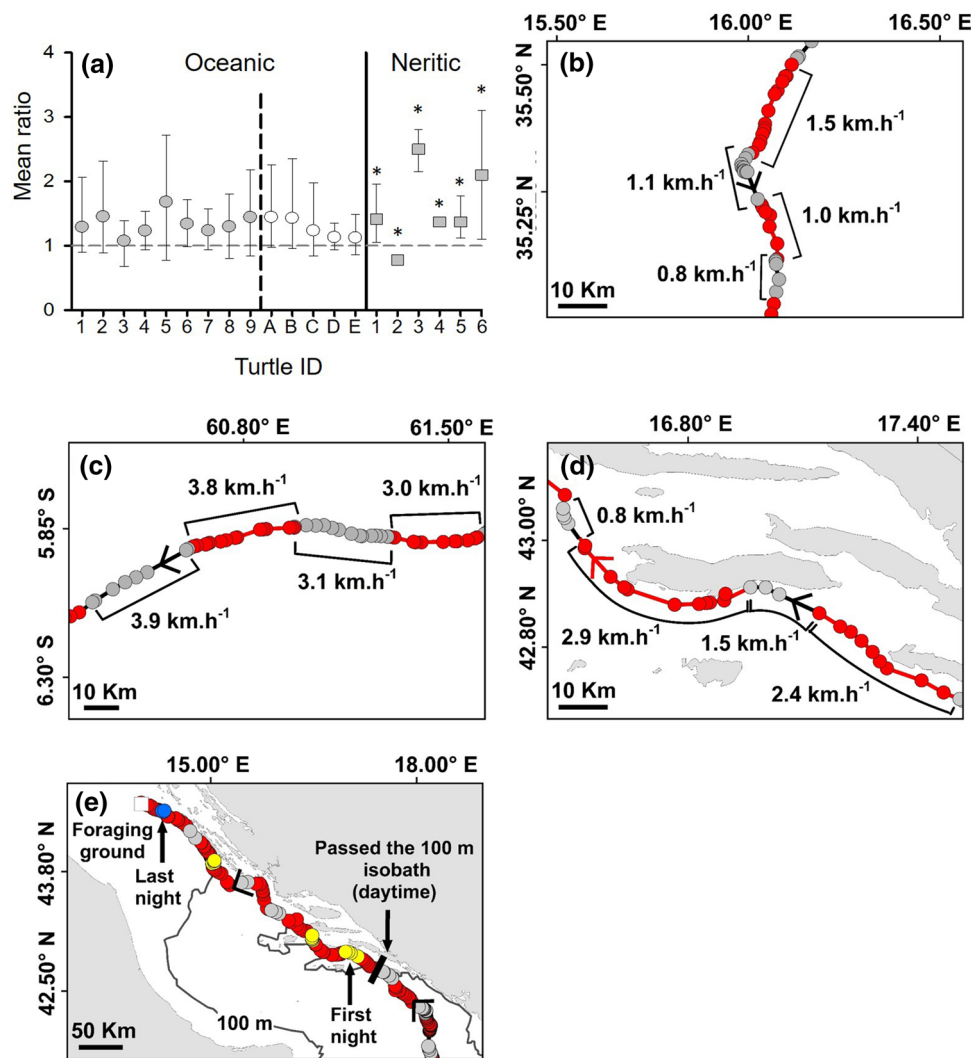 (a)
Oceanic
Neritic
Mean ratio
4
3
2
1
0
* * * * * *
1 2 3 4 5 6 7 8 9 A B C D E 1 2 3 4 5 6
Turtle ID
(b)
15.50° E 16.00° E 16.50° E
35.50° N
35.25° N
1.5 km.h-1
1.1 km.h-1
1.0 km.h-1
0.8 km.h-1
10 Km
(c)
60.80° E 61.50° E
5.85° S
6.30° S
3.8 km.h-1
3.0 km.h-1
3.1 km.h-1
3.9 km.h-1
10 Km
(d)
16.80° E 17.40° E
43.00° N
42.80° N
0.8 km.h-1
2.9 km.h-1
1.5 km.h-1
2.4 km.h-1
10 Km
(e)
15.00° E 18.00° E
43.80° N
42.50° N
Foraging
ground
Last
night
Passed the 100 m
isobath
(daytime)
First
night
100 m
50 Km